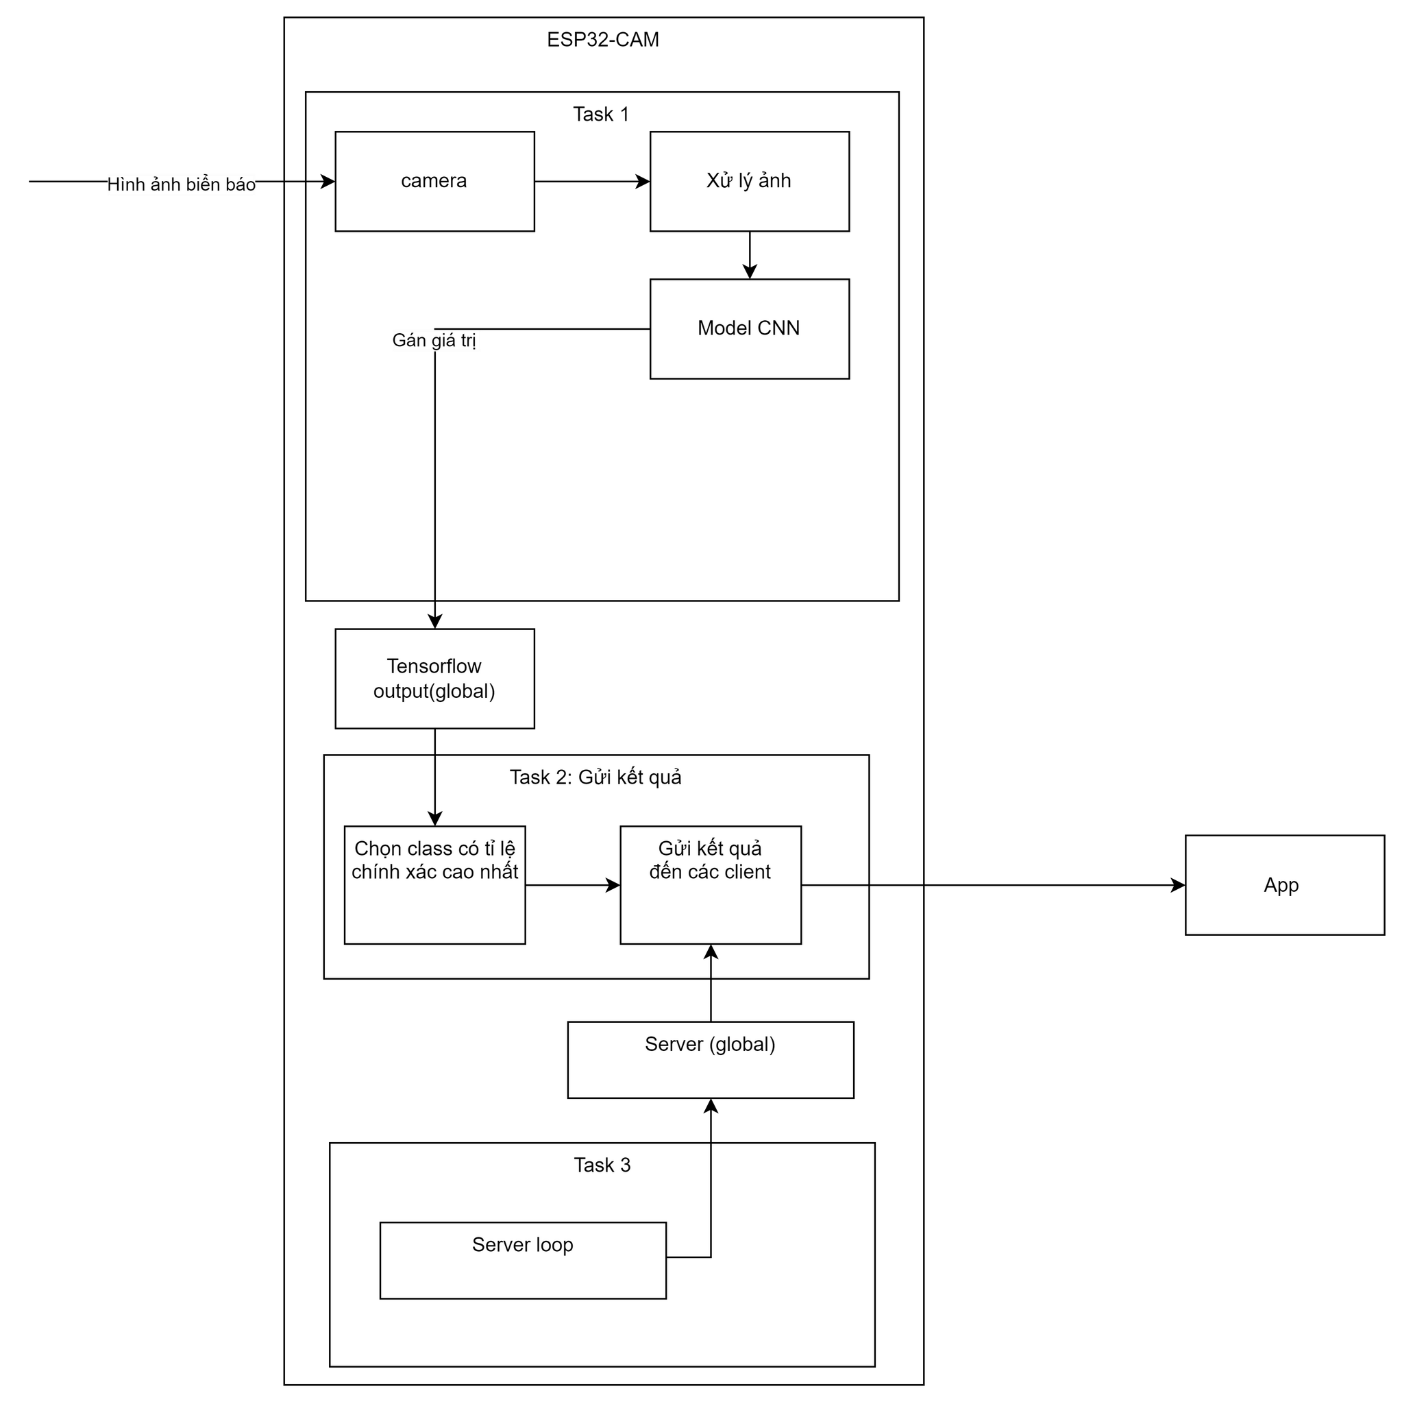 ESP32-CAM
Task 1
Hình ảnh biển báo
camera
Xử lý ảnh
Model CNN
Gán giá trị
Tensorflow
output(global)
Task 2: Gửi kết quả
Chọn class có tỉ lệ
chính xác cao nhất
Gửi kết quả
đến các client
App
Server (global)
Task 3
Server loop